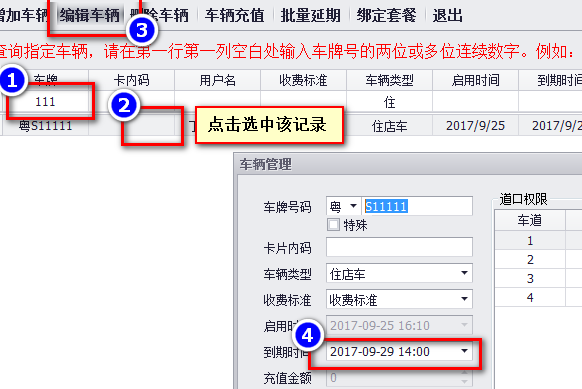 增加车辆 编辑车辆 删除车辆 车辆充值 批量延期 绑定套餐 退出
3
查询指定车辆，请在第一行第一列空白处输入车牌号的两位或多位连续数字。例如：
1
车牌 卡内码 用户名 收费标准 车辆类型 启用时间 到期时间
111 2 住
粤S11111 住店车 2017/9/25 2017/9/2
点击选中该记录
车辆管理
车牌号码 粤 S11111
特殊
卡片内码
车辆类型 住店车
收费标准 收费标准
启用时 2017-09-25 16:10
4
到期时间 2017-09-29 14:00
充值金额 0
道口权限
车道
1
2
3
4